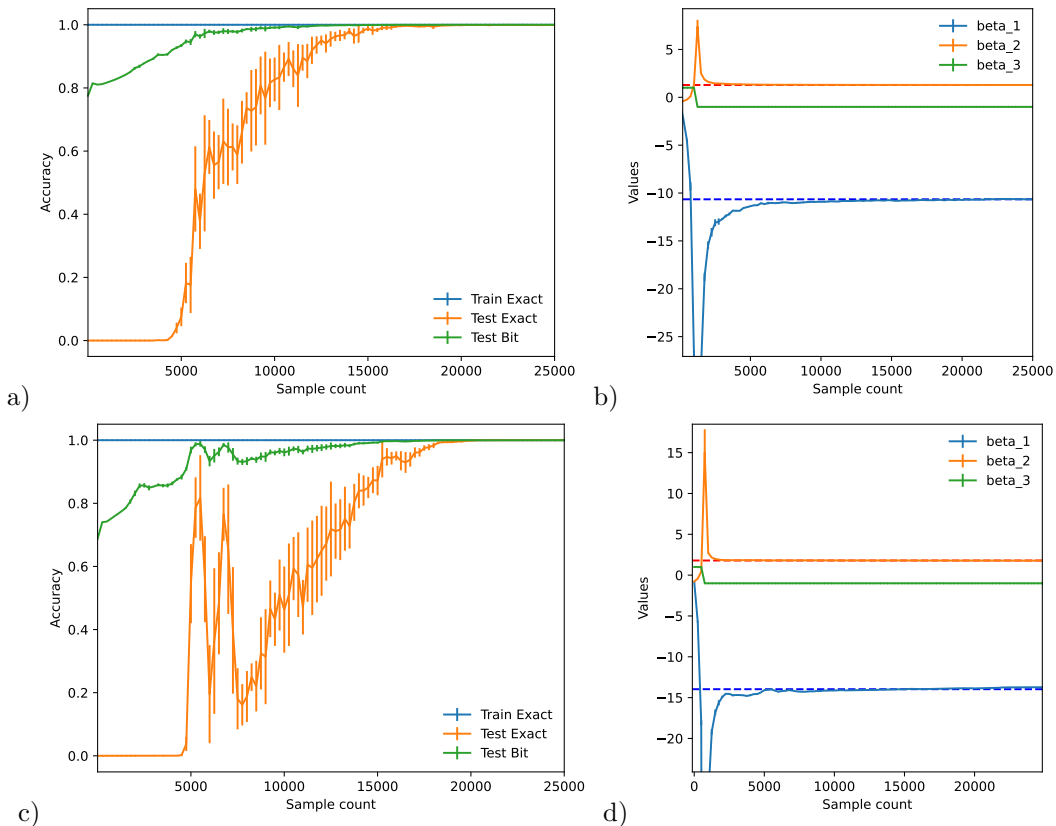 1.0
0.8
0.6
0.4
0.2
0.0
Accuracy
5000 10000 15000 20000 25000
Sample count
Train Exact
Test Exact
Test Bit
a)
5
0
−5
−10
−15
−20
−25
Values
5000 10000 15000 20000 25000
Sample count
beta_1
beta_2
beta_3
b)
1.0
0.8
0.6
0.4
0.2
0.0
Accuracy
5000 10000 15000 20000 25000
Sample count
Train Exact
Test Exact
Test Bit
c)
15
10
5
0
−5
−10
−15
−20
Values
0 5000 10000 15000 20000
Sample count
beta_1
beta_2
beta_3
d)